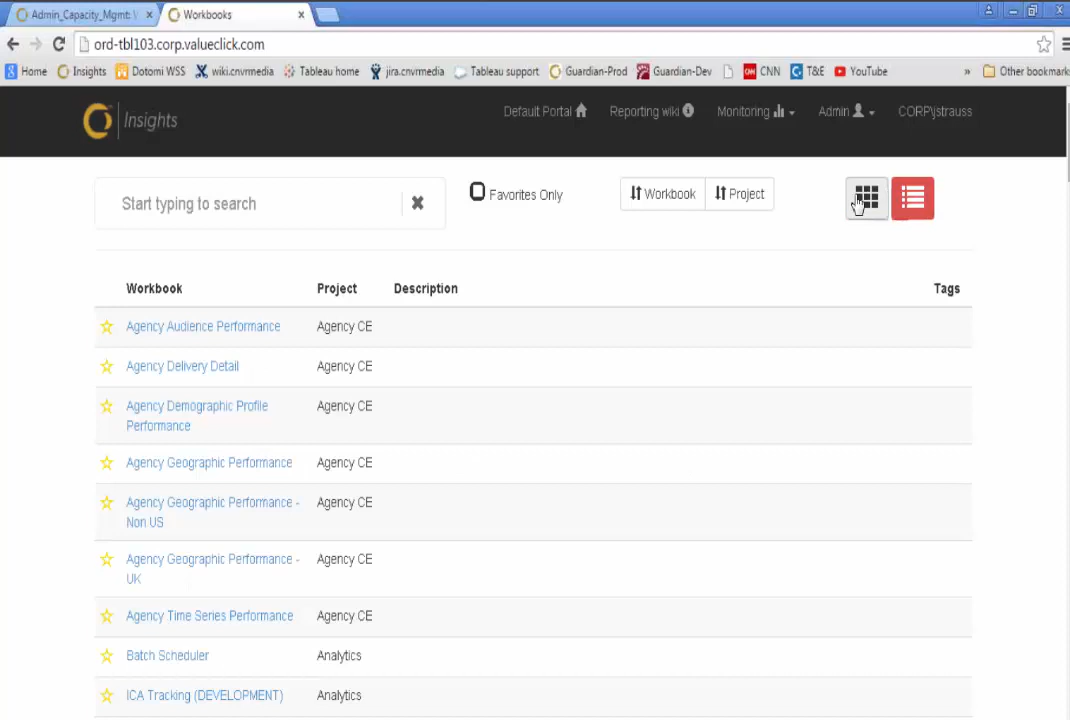 Admin_Capacity_Mgmt: V
Workbooks
ord-tbl103.corp.valueclick.com
Home Insights Dotomi WSS wiki.cnvrmedia Tableau home jira.cnvrmedia Tableau support Guardian-Prod Guardian-Dev CNN T&E YouTube » Other bookmark
Insights
Default Portal Reporting wiki Monitoring Admin CORP\jstrauss
Start typing to search
Favorites Only
Workbook Project
Workbook Project Description Tags
Agency Audience Performance Agency CE
Agency Delivery Detail Agency CE
Agency Demographic Profile Agency CE
Performance
Agency Geographic Performance Agency CE
Agency Geographic Performance - Agency CE
Non US
Agency Geographic Performance - Agency CE
UK
Agency Time Series Performance Agency CE
Batch Scheduler Analytics
ICA Tracking (DEVELOPMENT) Analytics